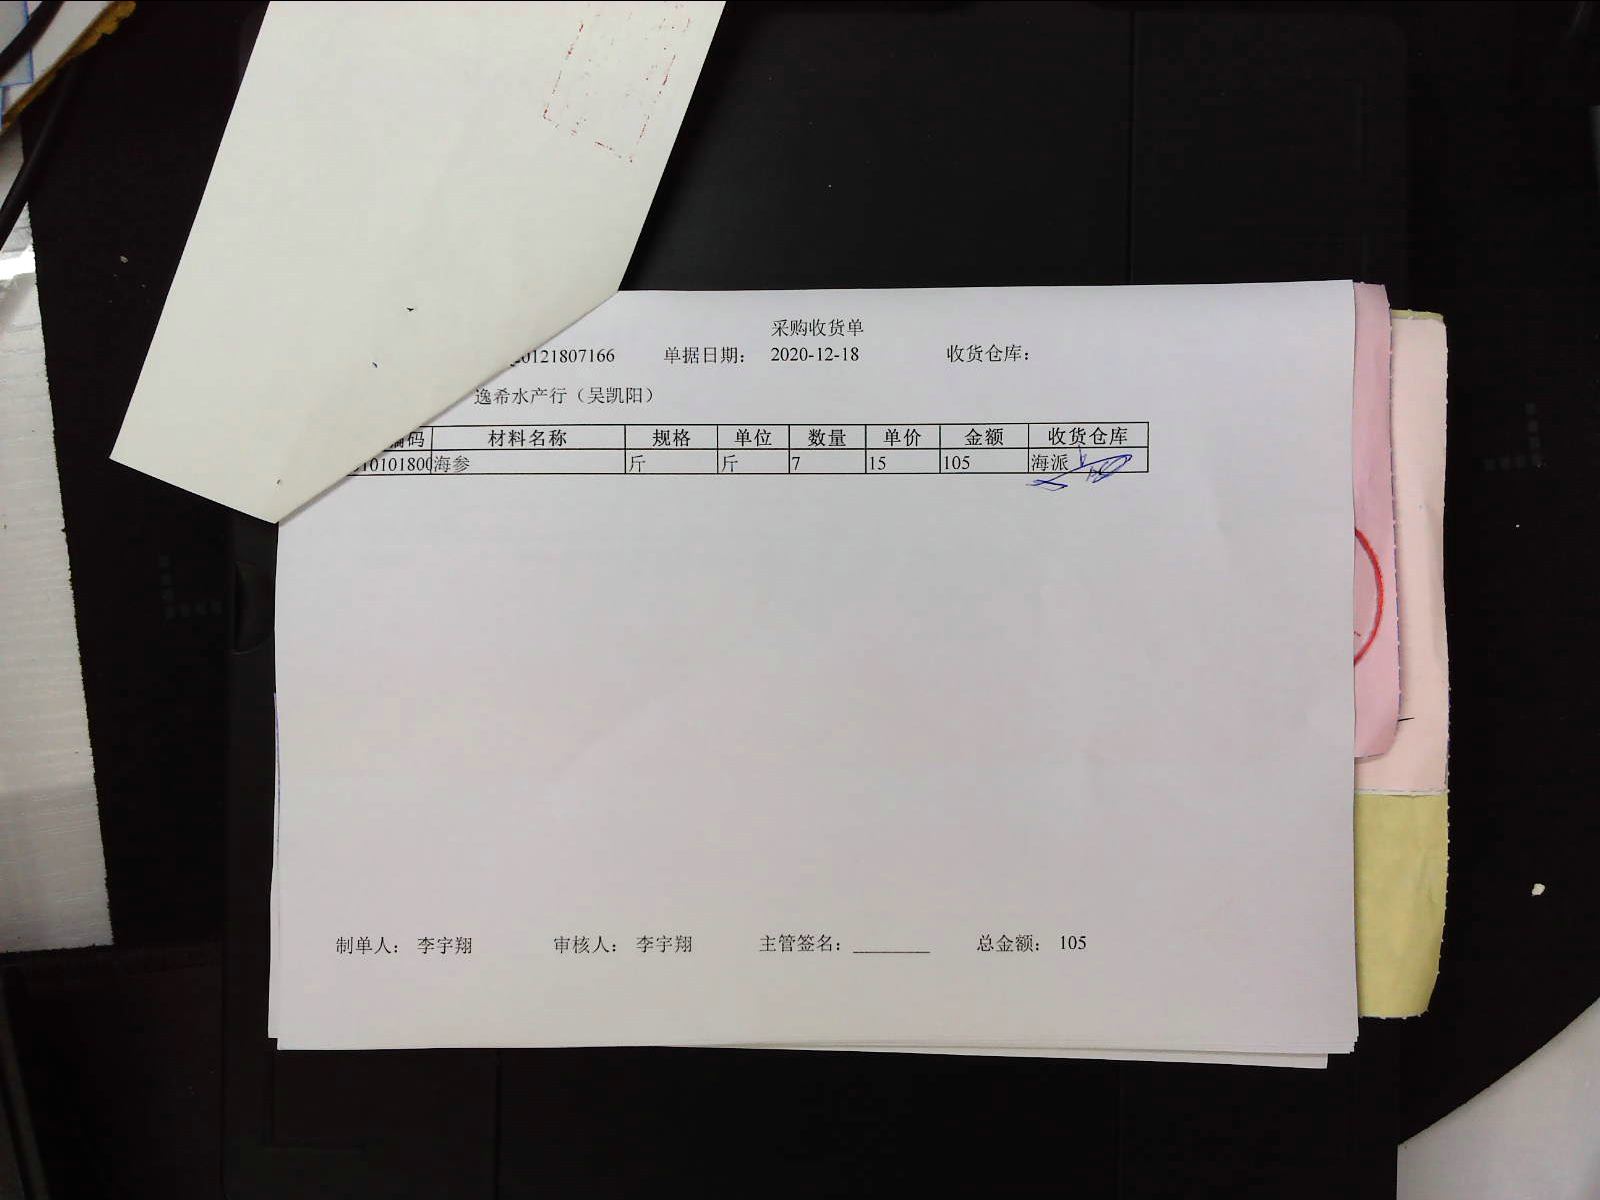 采购收货单
20121807166 单据日期： 2020-12-18 收货仓库：
逸希水产行（吴凯阳）
编码 材料名称 规格 单位 数量 单价 金额 收货仓库
10101800 海参 斤 斤 7 15 105 海派
制单人： 李宇翔 审核人： 李宇翔 主管签名：________ 总金额： 105